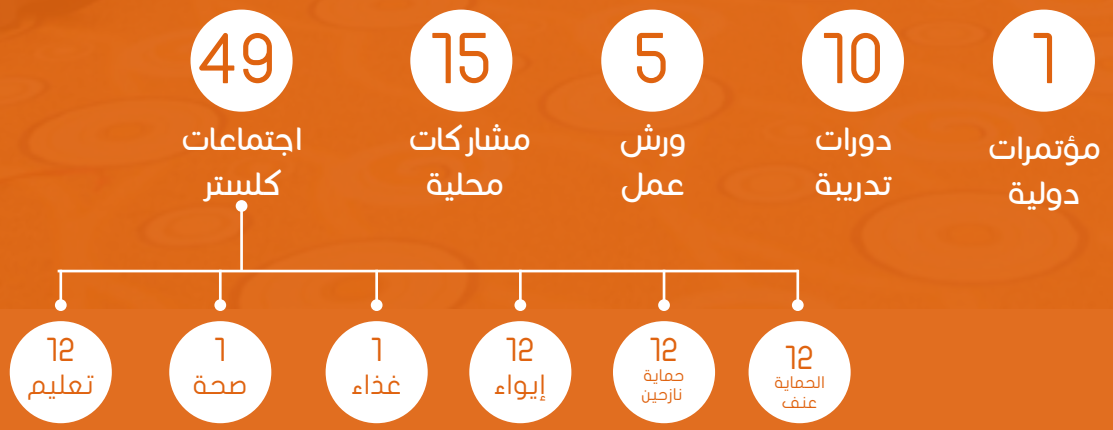 1
مؤتمرات
دولية
10
دورات
تدريبة
5
ورش
عمل
15
مشاركات
محلية
49
اجتماعات
كلستر
12
الحماية
عنف
12
حماية
نازحين
12
إيواء
1
غذاء
1
صحة
12
تعليم